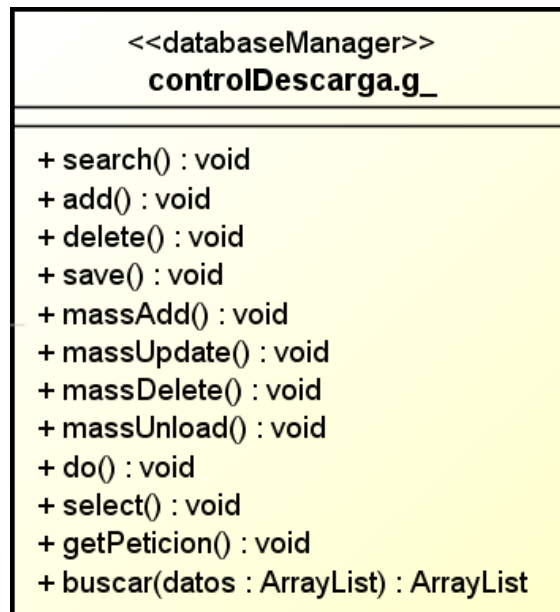 <<databaseManager>>
controlDescarga.g_
+ search() : void
+ add() : void
+ delete() : void
+ save() : void
+ massAdd() : void
+ massUpdate() : void
+ massDelete() : void
+ massUnload() : void
+ do() : void
+ select() : void
+ getPeticion() : void
+ buscar(datos : ArrayList) : ArrayList